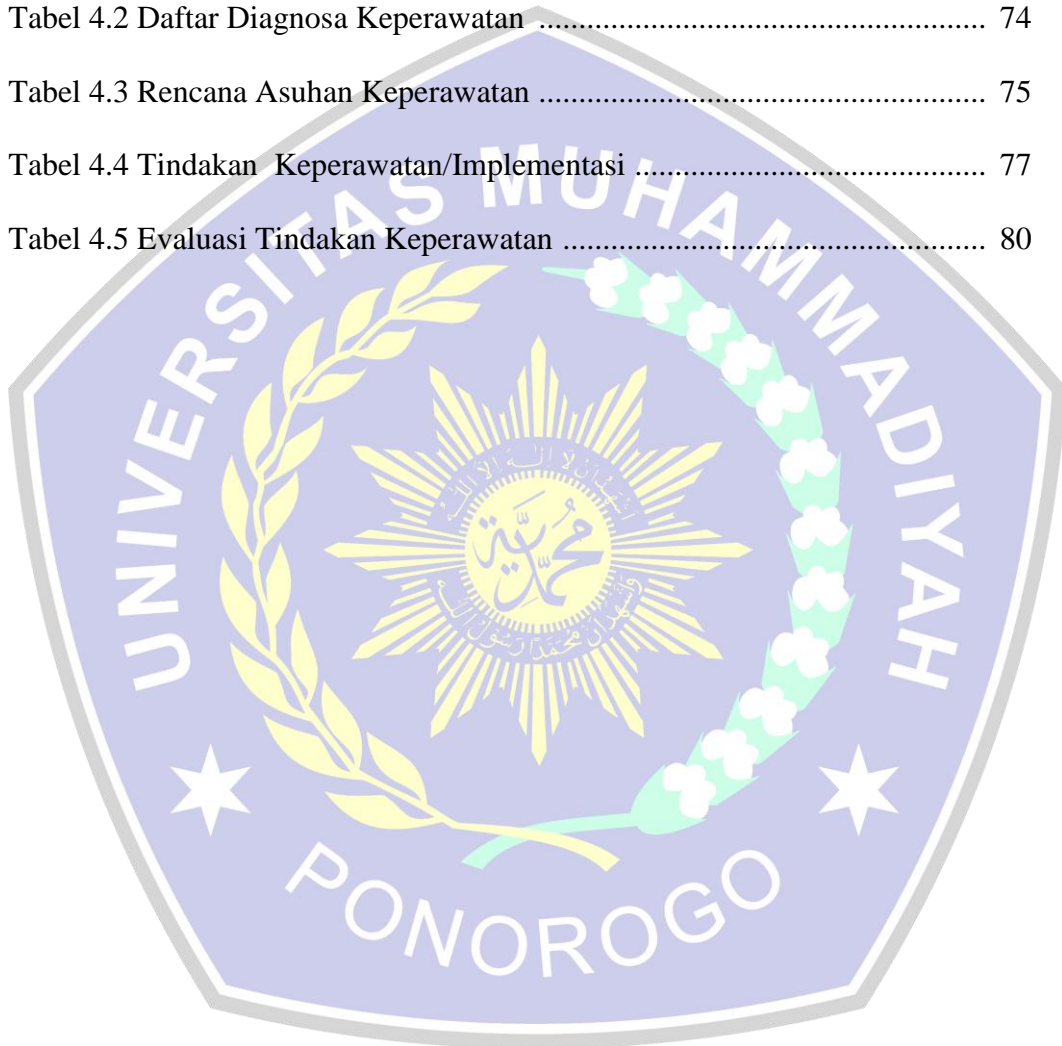 Tabel 4.2 Daftar Diagnosa Keperawatan ........................................................ 74
Tabel 4.3 Rencana Asuhan Keperawatan ........................................................ 75
Tabel 4.4 Tindakan Keperawatan/Implementasi ............................................ 77
Tabel 4.5 Evaluasi Tindakan Keperawatan ..................................................... 80
UNIVERSITAS MUHAMMADIYAH
محمد
PONOROGO